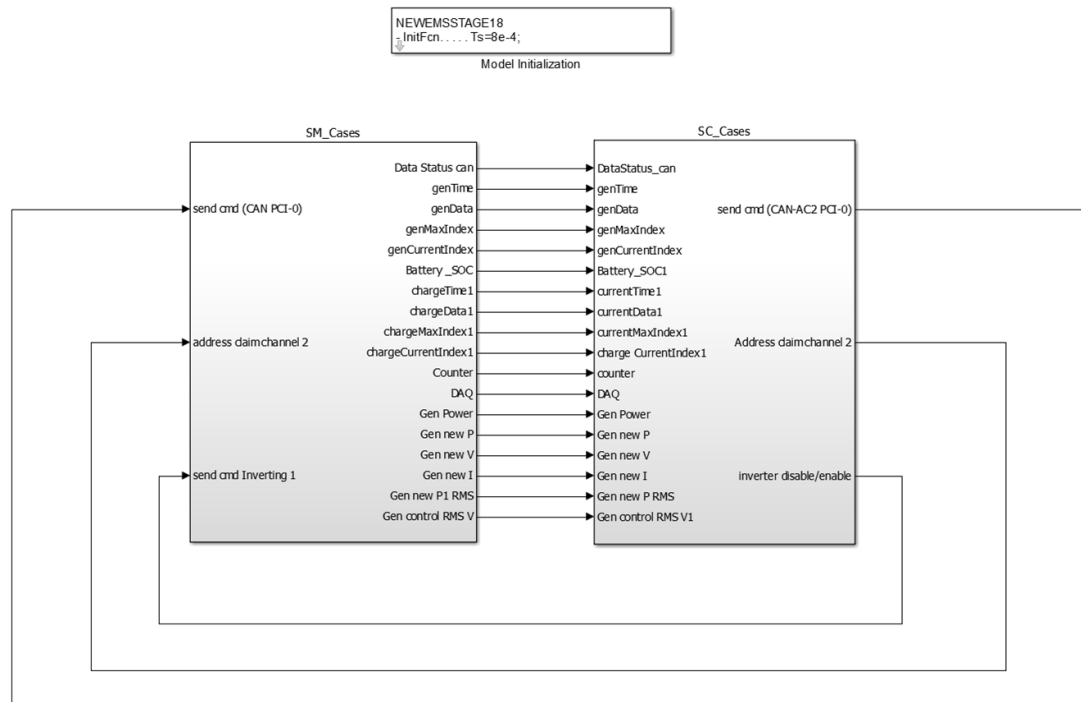 NEWEMSSTAGE18
- InitFcn. . . . . Ts=8e-4;
Model Initialization
SM_Cases
send cmd (CAN PCI-0)
address claimchannel 2
send cmd Inverting 1
Data Status can
genTime
genData
genMaxIndex
genCurrentIndex
Battery _SOC
chargeTime1
chargeData1
chargeMaxIndex1
chargeCurrentIndex1
Counter
DAQ
Gen Power
Gen new P
Gen new V
Gen new I
Gen new P1 RMS
Gen control RMS V
SC_Cases
DataStatus_can
genTime
genData
genMaxIndex
genCurrentIndex
Battery_SOC1
currentTime1
currentData1
currentMaxIndex1
charge CurrentIndex1
counter
DAQ
Gen Power
Gen new P
Gen new V
Gen new I
Gen new P RMS
Gen control RMS V1
send cmd (CAN-AC2 PCI-0)
Address claimchannel 2
inverter disable/enable